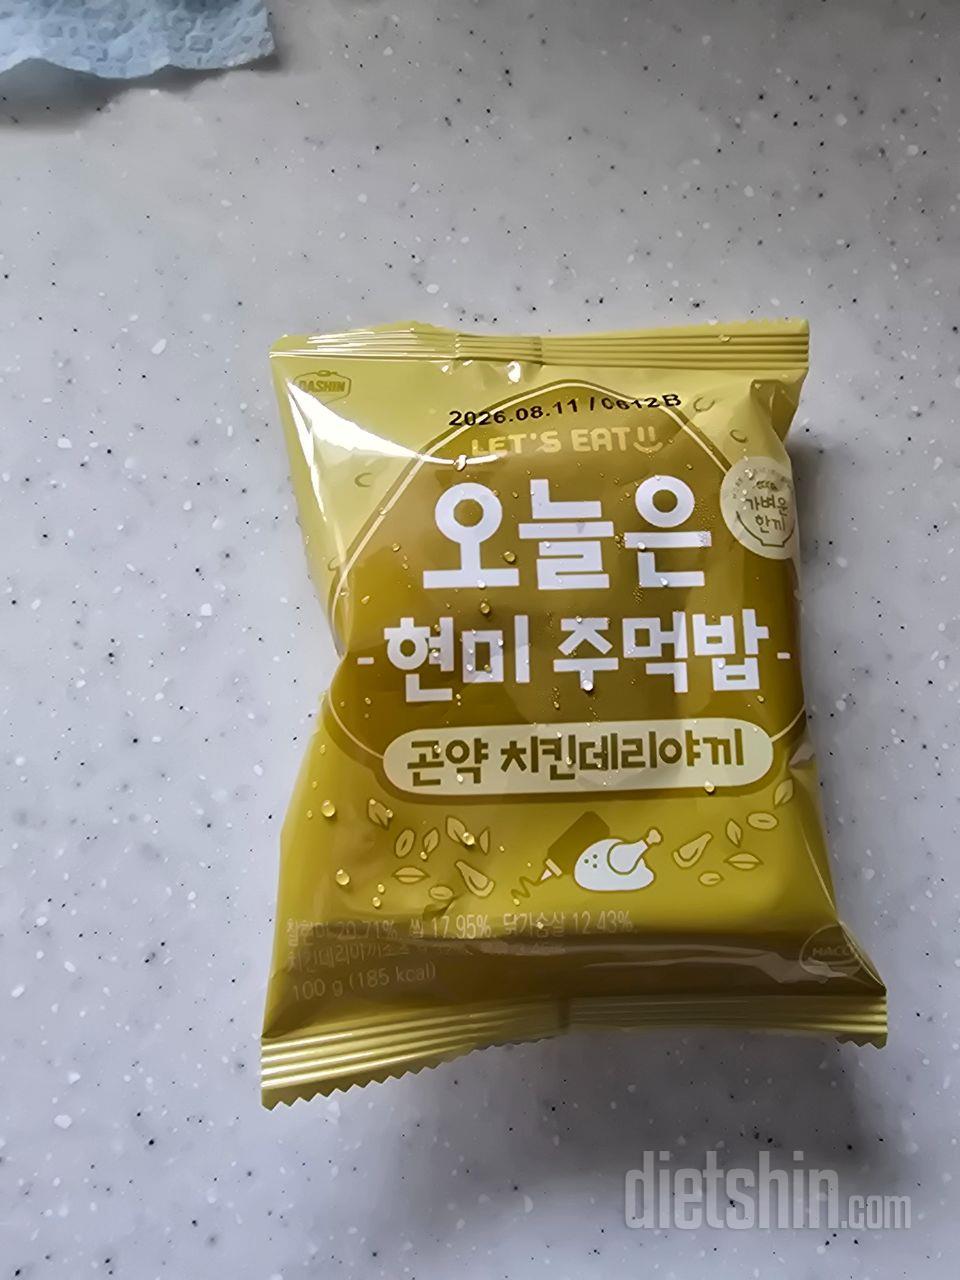 DASHIN
2026.08.11 / 0612B
LET'S EAT
오늘은
가벼운
한끼
- 현미 주먹밥 -
곤약 치킨데리야끼
찰현미 20.71%, 쌀 17.95%, 닭가슴살 12.43%,
치킨데리야끼소스
100 g (185 kcal)
HACCP
dietshin.com